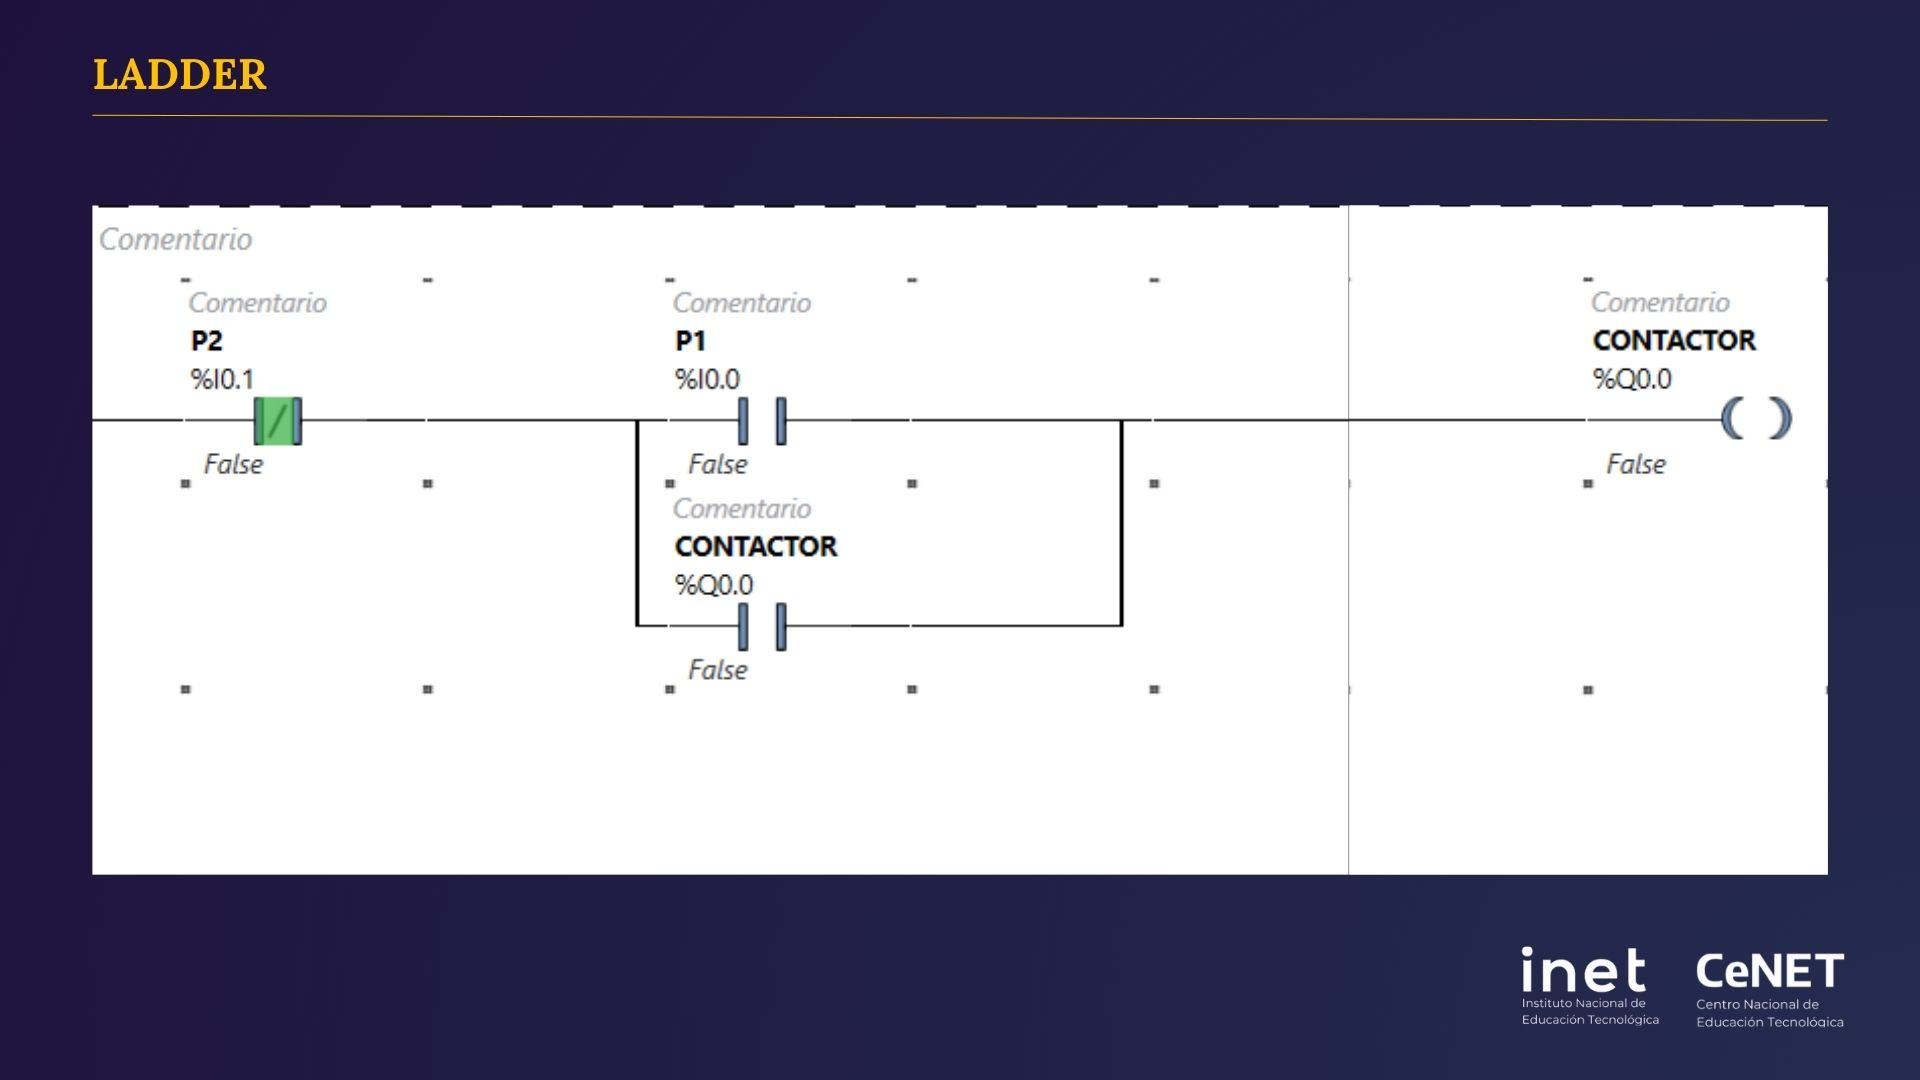 LADDER
Comentario
Comentario
P2
%I0.1
False
Comentario
P1
%I0.0
False
Comentario
CONTACTOR
%Q0.0
False
Comentario
CONTACTOR
%Q0.0
False
inet
Instituto Nacional de
Educación Tecnológica
CeNET
Centro Nacional de
Educación Tecnológica